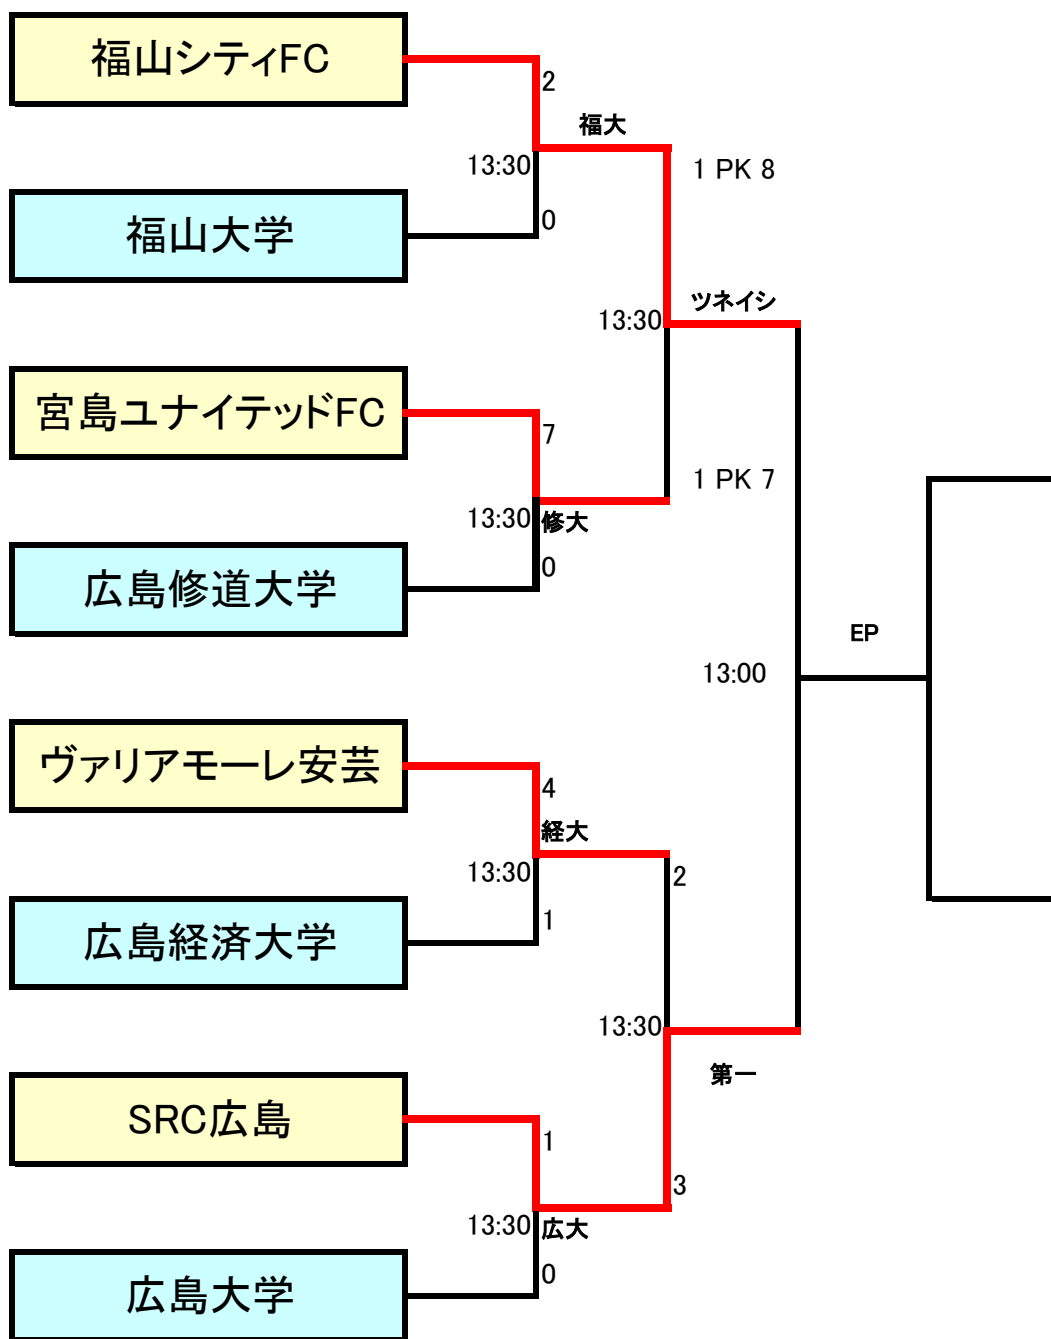 福山シティFC
2
福大
13:30
1 PK 8
0
福山大学
ツネイシ
13:30
宮島ユナイテッドFC
7
1 PK 7
13:30
修大
0
広島修道大学
EP
13:00
ヴァリアモーレ安芸
4
経大
13:30
2
1
広島経済大学
13:30
第一
SRC広島
1
3
13:30
広大
0
広島大学